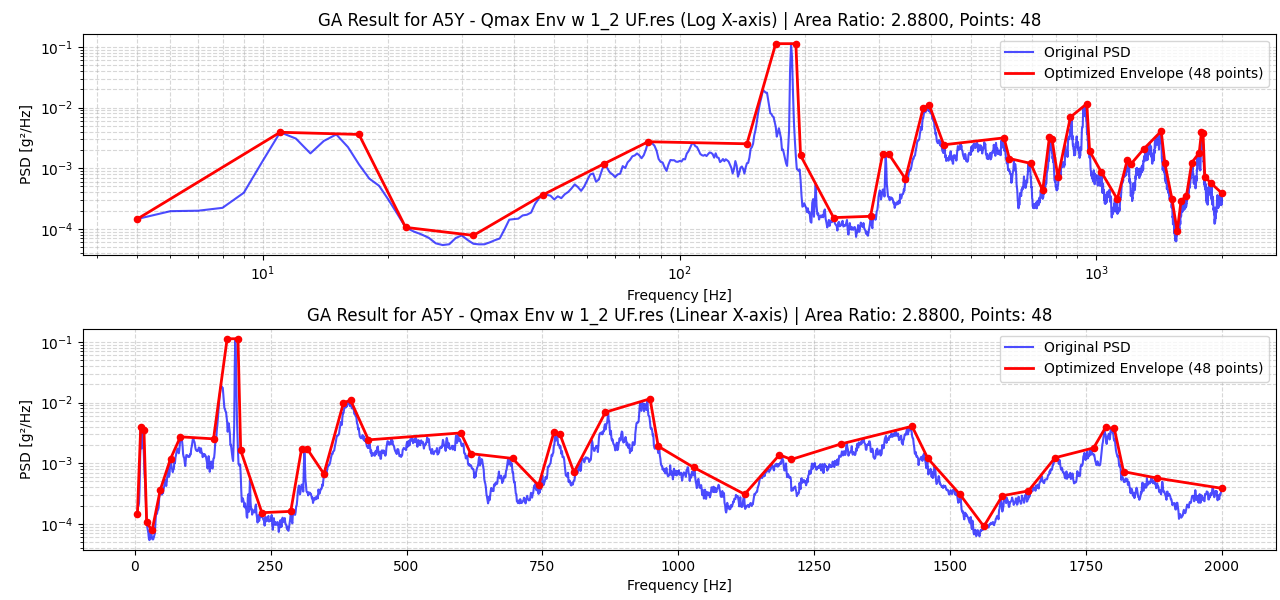 GA Result for A5Y - Qmax Env w 1_2 UF.res (Log X-axis) | Area Ratio: 2.8800, Points: 48
PSD [g²/Hz]
10⁻¹
10⁻²
10⁻³
10⁻⁴
Original PSD
Optimized Envelope (48 points)
10¹
10²
10³
Frequency [Hz]
GA Result for A5Y - Qmax Env w 1_2 UF.res (Linear X-axis) | Area Ratio: 2.8800, Points: 48
PSD [g²/Hz]
10⁻¹
10⁻²
10⁻³
10⁻⁴
Original PSD
Optimized Envelope (48 points)
0
250
500
750
1000
1250
1500
1750
2000
Frequency [Hz]